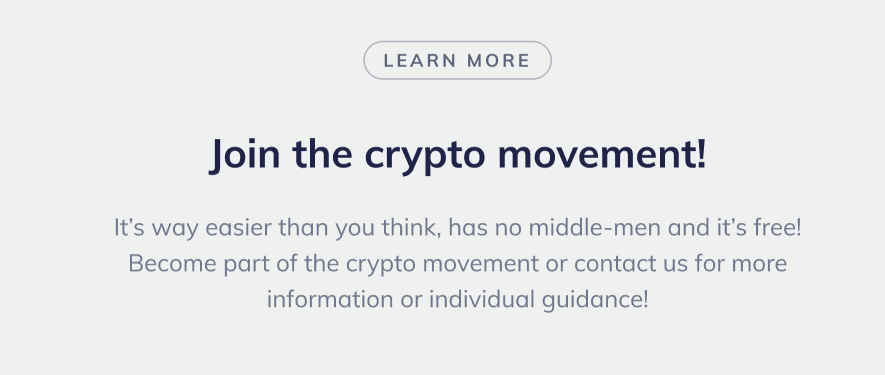 LEARN MORE
Join the crypto movement!
It’s way easier than you think, has no middle-men and it’s free!
Become part of the crypto movement or contact us for more
information or individual guidance!